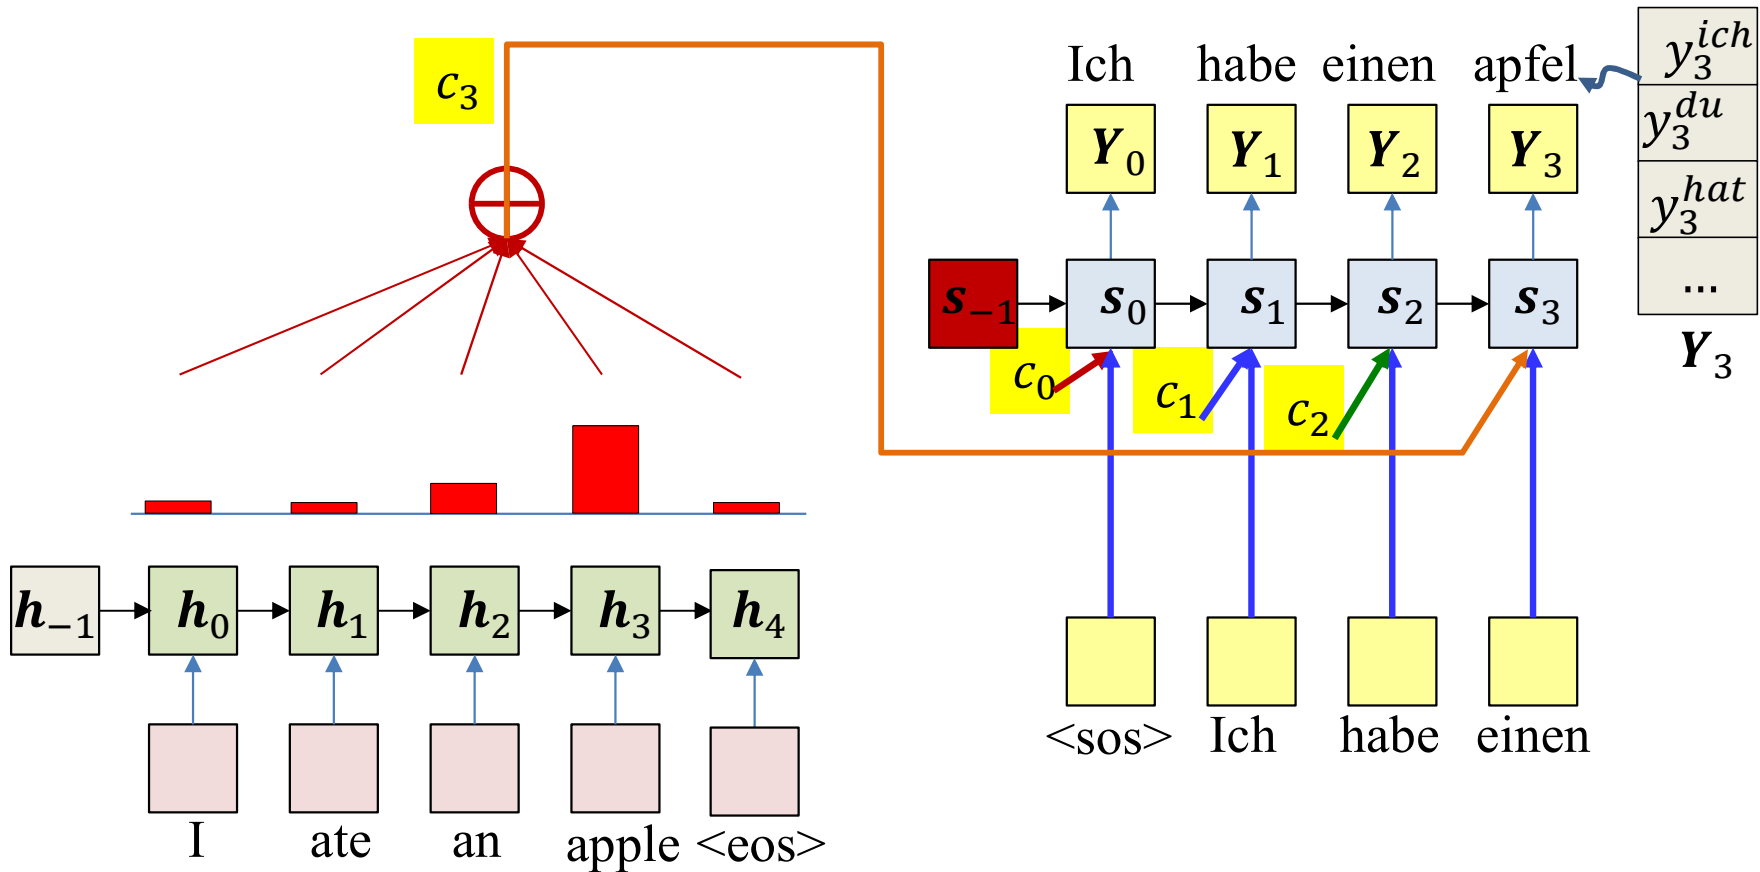 c₃
Ich habe einen apfel
Y₀ Y₁ Y₂ Y₃
s₋₁ s₀ s₁ s₂ s₃
c₀ c₁ c₂
y₃ⁱᶜʰ
y₃ᵈᵘ
y₃ʰᵃᵗ
...
Y₃
h₋₁ h₀ h₁ h₂ h₃ h₄
I ate an apple <eos>
<sos> Ich habe einen